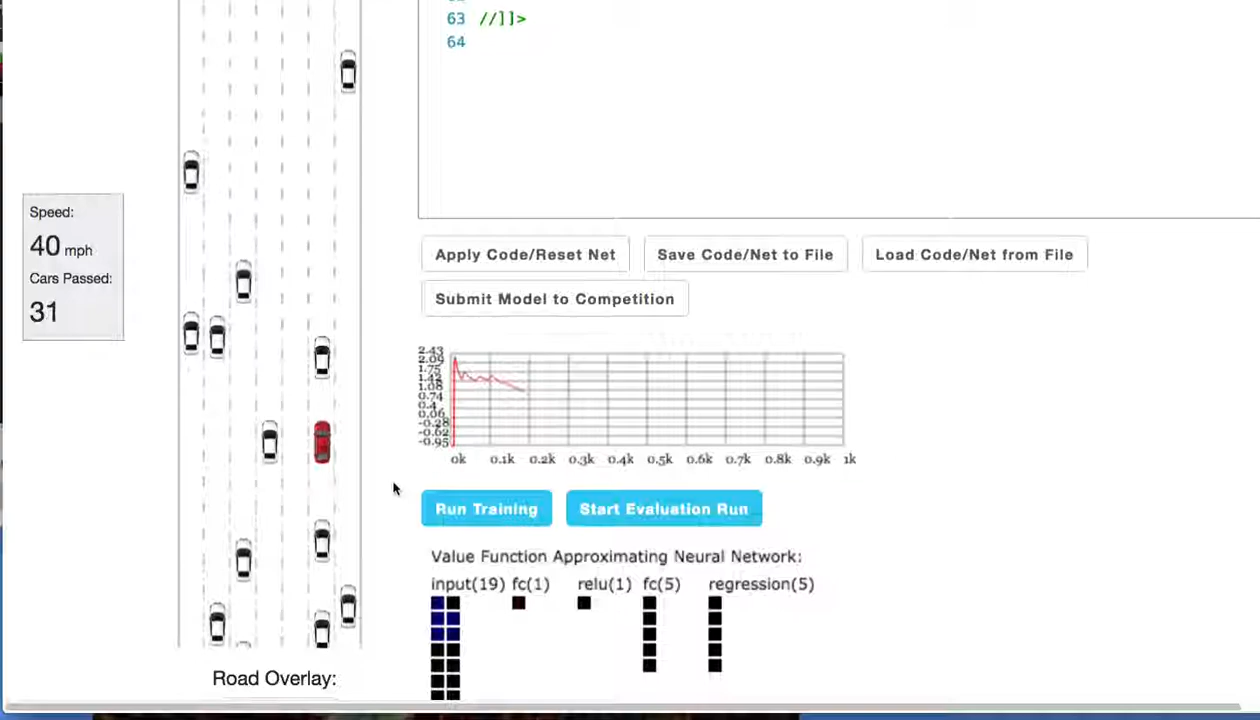 63 //]]>
64
Speed:
40 mph
Cars Passed:
31
Apply Code/Reset Net
Save Code/Net to File
Load Code/Net from File
Submit Model to Competition
2.43
2.09
1.75
1.42
1.08
0.74
0.4
0.06
-0.28
-0.62
-0.95
0k 0.1k 0.2k 0.3k 0.4k 0.5k 0.6k 0.7k 0.8k 0.9k 1k
Run Training
Start Evaluation Run
Value Function Approximating Neural Network:
input(19) fc(1) relu(1) fc(5) regression(5)
Road Overlay: